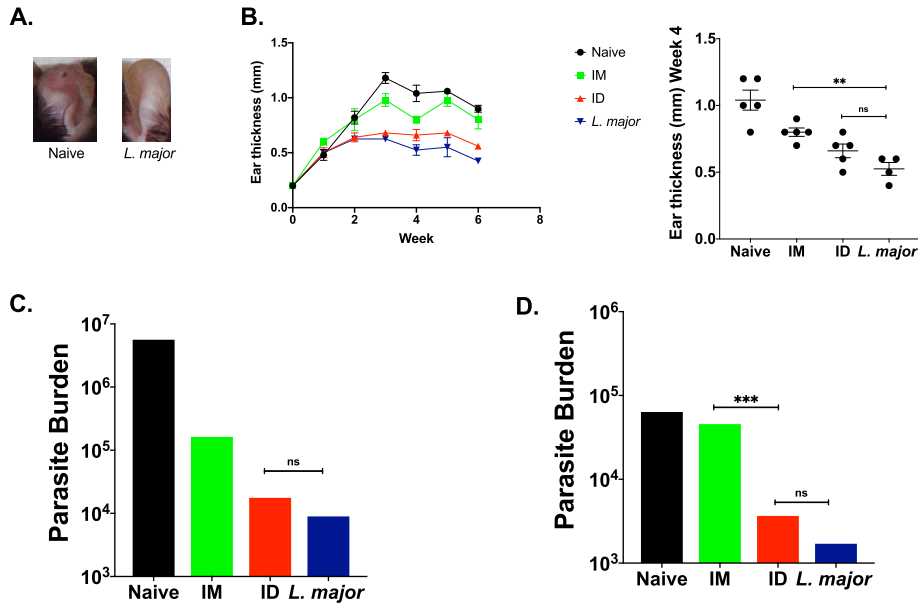 A.
Naive
L. major
B.
Ear thickness (mm)
1.5
1.0
0.5
0.0
0
2
4
6
8
Week
Naive
IM
ID
L. major
Ear thickness (mm) Week 4
1.5
1.0
0.5
0.0
**
ns
Naive
IM
ID
L. major
C.
Parasite Burden
10⁷
10⁶
10⁵
10⁴
10³
ns
Naive
IM
ID
L. major
D.
Parasite Burden
10⁶
10⁵
10⁴
10³
***
ns
Naive
IM
ID
L. major